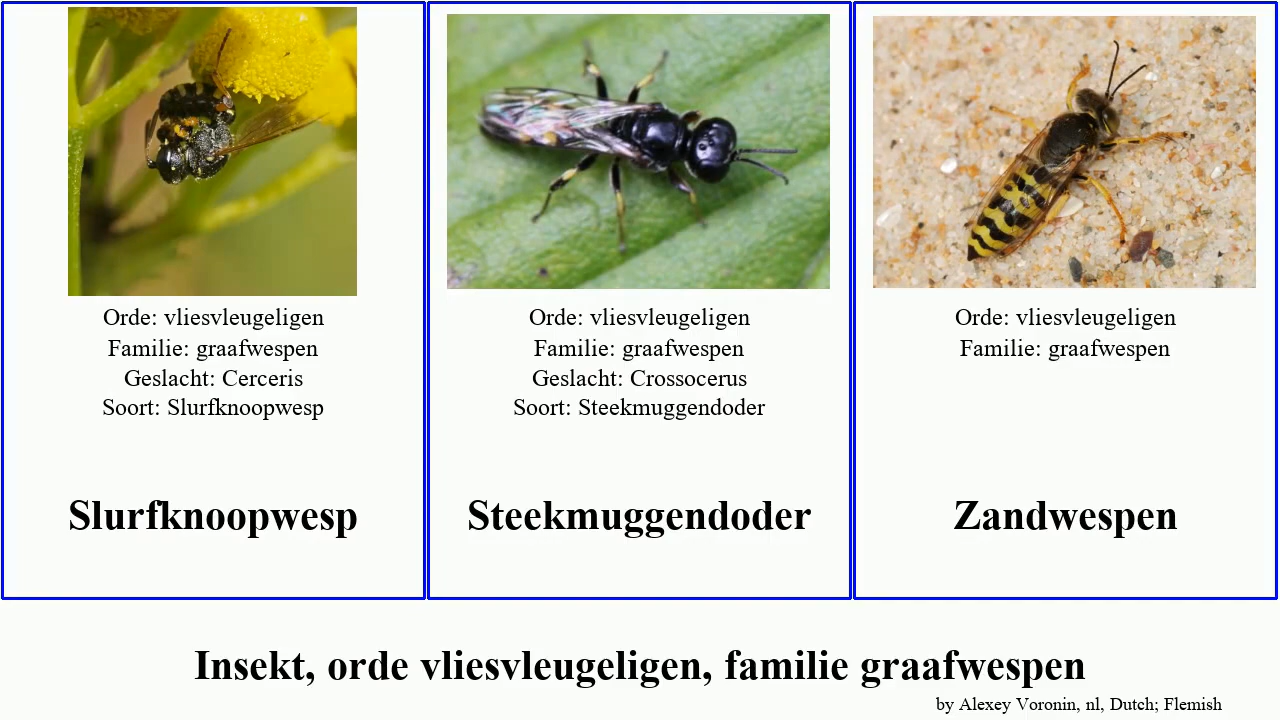 Orde: vliesvleugeligen
Familie: graafwespen
Geslacht: Cerceris
Soort: Slurfknoopwesp
Slurfknoopwesp
Orde: vliesvleugeligen
Familie: graafwespen
Geslacht: Crossocerus
Soort: Steekmuggendoder
Steekmuggendoder
Orde: vliesvleugeligen
Familie: graafwespen
Zandwespen
Insekt, orde vliesvleugeligen, familie graafwespen
by Alexey Voronin, nl, Dutch; Flemish